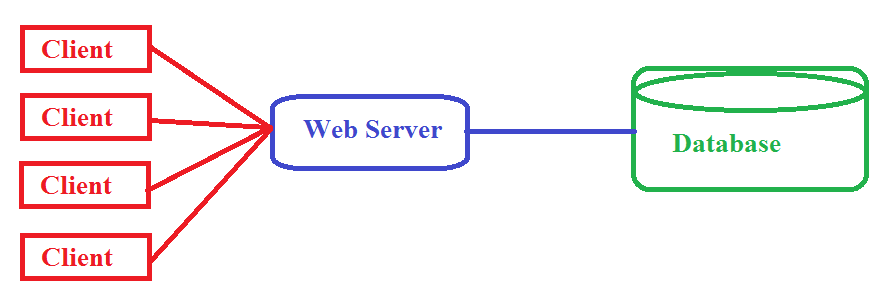 Client
Client
Client
Client
Web Server
Database